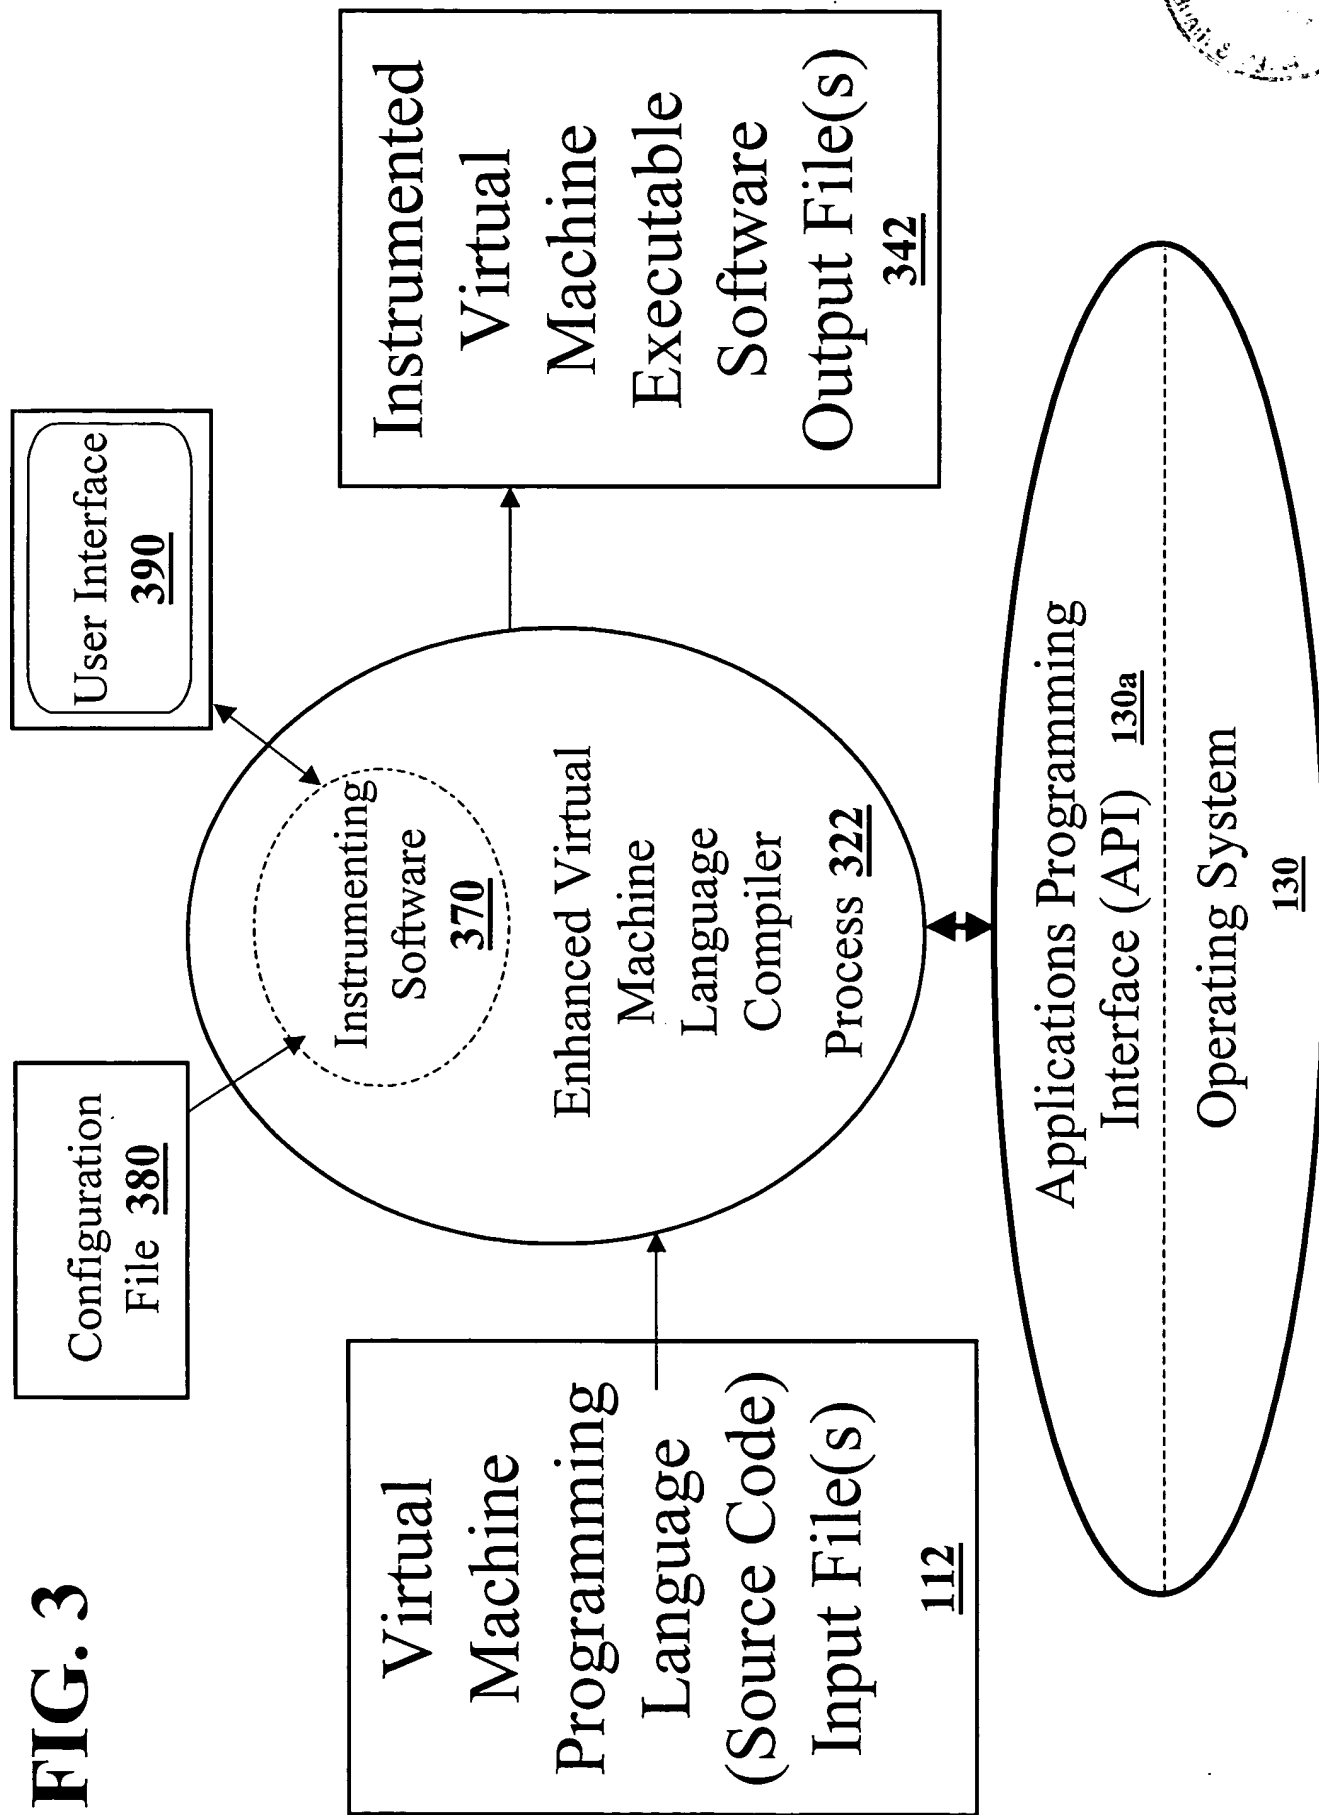 FIG. 3
Configuration
File 380
User Interface
390
Virtual
Machine
Programming
Language
(Source Code)
Input File(s)
112
Instrumenting
Software
370
Enhanced Virtual
Machine
Language
Compiler
Process 322
Instrumented
Virtual
Machine
Executable
Software
Output File(s)
342
Applications Programming
Interface (API) 130a
Operating System
130